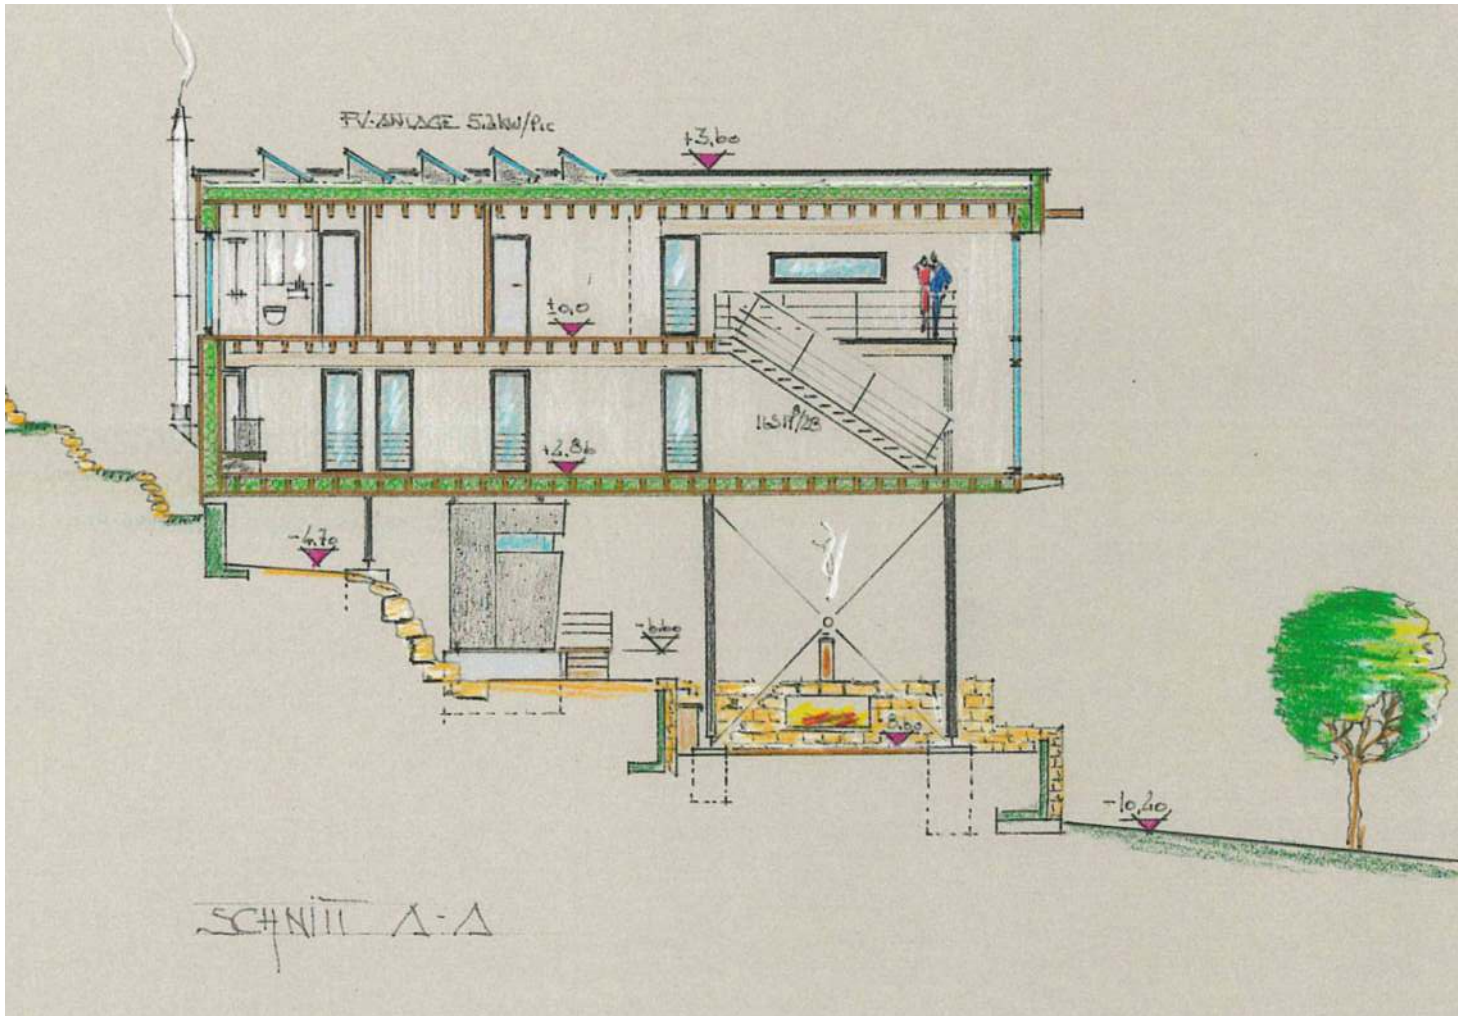 PV-ANLAGE 5.2kW/Pic
+3,60
±0,0
16STP/28
+2.86
-4.70
-6.60
8.60
-10,40
SCHNITT A-A